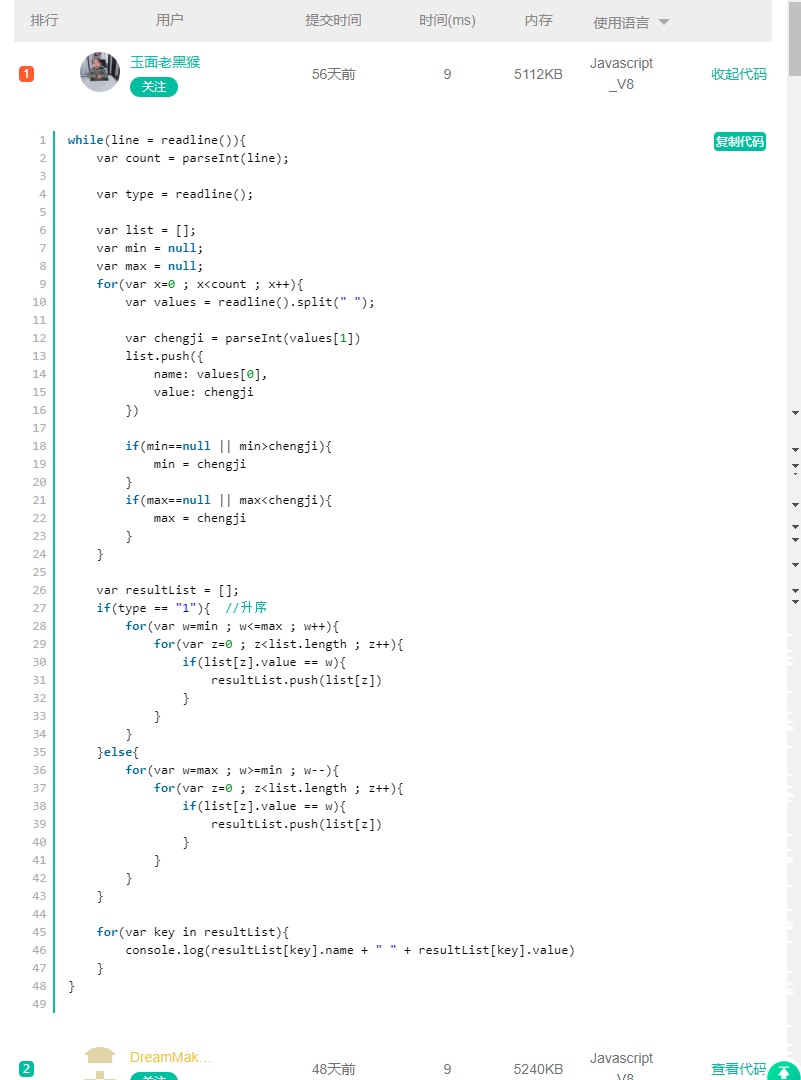 排行 用户 提交时间 时间(ms) 内存 使用语言
1 玉面老黑猴 关注 56天前 9 5112KB Javascript_V8 收起代码
复制代码
1 while(line = readline()){
2     var count = parseInt(line);
3
4     var type = readline();
5
6     var list = [];
7     var min = null;
8     var max = null;
9     for(var x=0 ; x<count ; x++){
10         var values = readline().split(" ");
11
12         var chengji = parseInt(values[1])
13         list.push({
14             name: values[0],
15             value: chengji
16         })
17
18         if(min==null || min>chengji){
19             min = chengji
20         }
21         if(max==null || max<chengji){
22             max = chengji
23         }
24     }
25
26     var resultList = [];
27     if(type == "1"){  //升序
28         for(var w=min ; w<=max ; w++){
29             for(var z=0 ; z<list.length ; z++){
30                 if(list[z].value == w){
31                     resultList.push(list[z])
32                 }
33             }
34         }
35     }else{
36         for(var w=max ; w>=min ; w--){
37             for(var z=0 ; z<list.length ; z++){
38                 if(list[z].value == w){
39                     resultList.push(list[z])
40                 }
41             }
42         }
43     }
44
45     for(var key in resultList){
46         console.log(resultList[key].name + " " + resultList[key].value)
47     }
48 }
49
2 DreamMak... 关注 48天前 9 5240KB Javascript_V8 查看代码